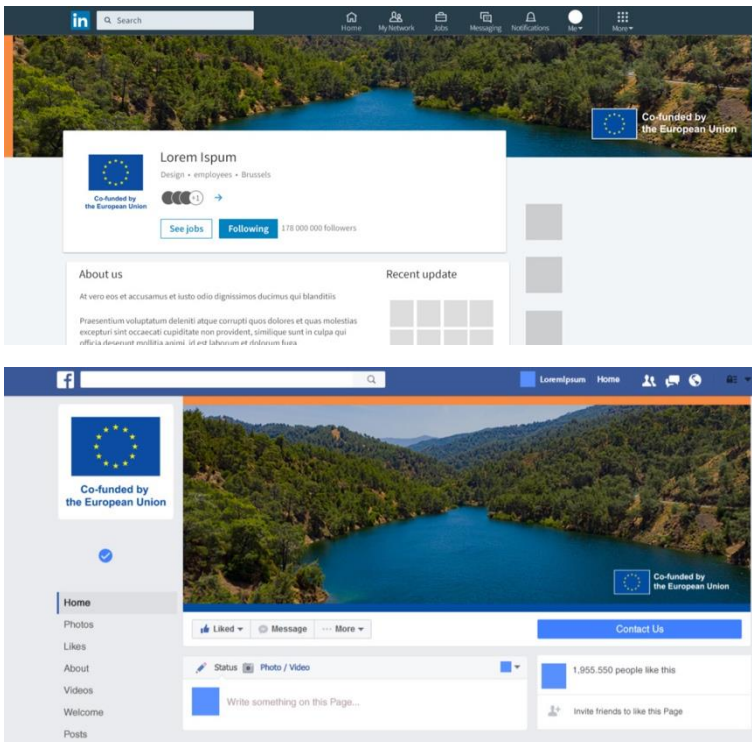 in Search Home My Network Jobs Messaging Notifications Me More
Co-funded by
the European Union
Lorem Ispum
Design • employees • Brussels
Co-funded by
the European Union
+1
See jobs Following 178 000 000 followers
About us
At vero eos et accusamus et iusto odio dignissimos ducimus qui blanditiis
Praesentium voluptatum deleniti atque corrupti quos dolores et quas molestias
excepturi sint occaecati cupiditate non provident, similique sunt in culpa qui
officia deserunt mollitia animi, id est laborum et dolorum fuga
Recent update
f LoremIpsum Home
Co-funded by
the European Union
Co-funded by
the European Union
Home
Photos
Likes
About
Videos
Welcome
Posts
Liked Message ··· More Contact Us
Status Photo / Video
Write something on this Page...
1,955.550 people like this
Invite friends to like this Page